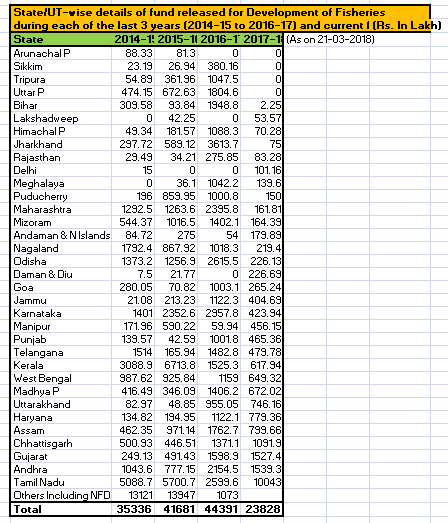 State/UT-wise details of fund released for Development of Fisheries
during each of the last 3 years (2014-15 to 2016-17) and current f (Rs. In Lakh)
State 2014-1 2015-1 2016-1 2017-1 (As on 21-03-2018)
Arunachal P 88.33 81.3 0 0
Sikkim 23.19 26.94 380.16 0
Tripura 54.89 361.96 1047.5 0
Uttar P 474.15 672.63 1804.6 0
Bihar 309.58 93.84 1948.8 2.25
Lakshadweep 0 42.25 0 53.57
Himachal P 49.34 181.57 1088.3 70.28
Jharkhand 297.72 589.12 3613.7 75
Rajasthan 29.49 34.21 275.85 83.28
Delhi 15 0 0 101.16
Meghalaya 0 36.1 1042.2 139.6
Puducherry 196 859.95 1000.8 150
Maharashtra 1292.5 1263.6 2395.8 161.81
Mizoram 544.37 1016.5 1402.1 164.39
Andaman & N Islands 84.72 275 54 179.89
Nagaland 1792.4 867.92 1018.3 219.4
Odisha 1373.2 1256.9 2615.5 226.13
Daman & Diu 7.5 21.77 0 226.69
Goa 280.05 70.82 1003.1 265.24
Jammu 21.08 213.23 1122.3 404.69
Karnataka 1401 2352.6 2957.8 423.94
Manipur 171.96 590.22 59.94 456.15
Punjab 139.57 42.59 1001.8 465.36
Telangana 1514 165.94 1482.8 479.78
Kerala 3088.9 6713.8 1525.3 617.94
West Bengal 987.62 925.84 1159 649.32
Madhya P 416.49 346.09 1406.2 672.02
Uttarakhand 82.97 48.85 955.05 746.16
Haryana 134.82 194.95 1122.1 779.36
Assam 462.35 971.14 1762.7 799.66
Chhattisgarh 500.93 446.51 1371.1 1091.9
Gujarat 249.13 491.43 1598.9 1527.4
Andhra 1043.6 777.15 2154.5 1539.3
Tamil Nadu 5088.7 5700.7 2599.6 10043
Others Including NFD 13121 13947 1073
Total 35336 41681 44391 23828